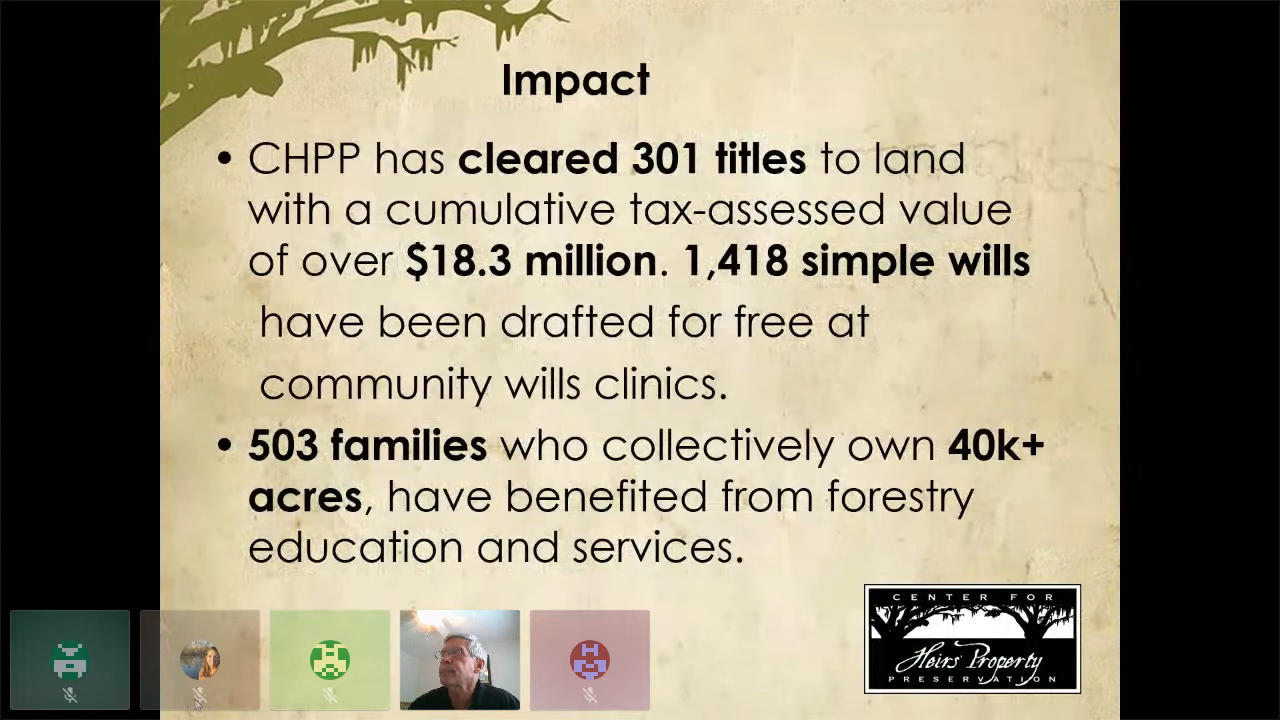 Impact
• CHPP has cleared 301 titles to land
with a cumulative tax-assessed value
of over $18.3 million. 1,418 simple wills
have been drafted for free at
community wills clinics.
• 503 families who collectively own 40k+
acres, have benefited from forestry
education and services.
CENTER FOR
Heirs' Property
PRESERVATION